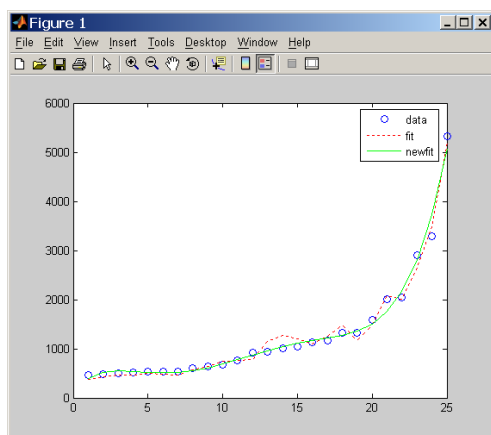 Figure 1
File Edit View Insert Tools Desktop Window Help
6000
5000
4000
3000
2000
1000
0
0 5 10 15 20 25
data
fit
newfit